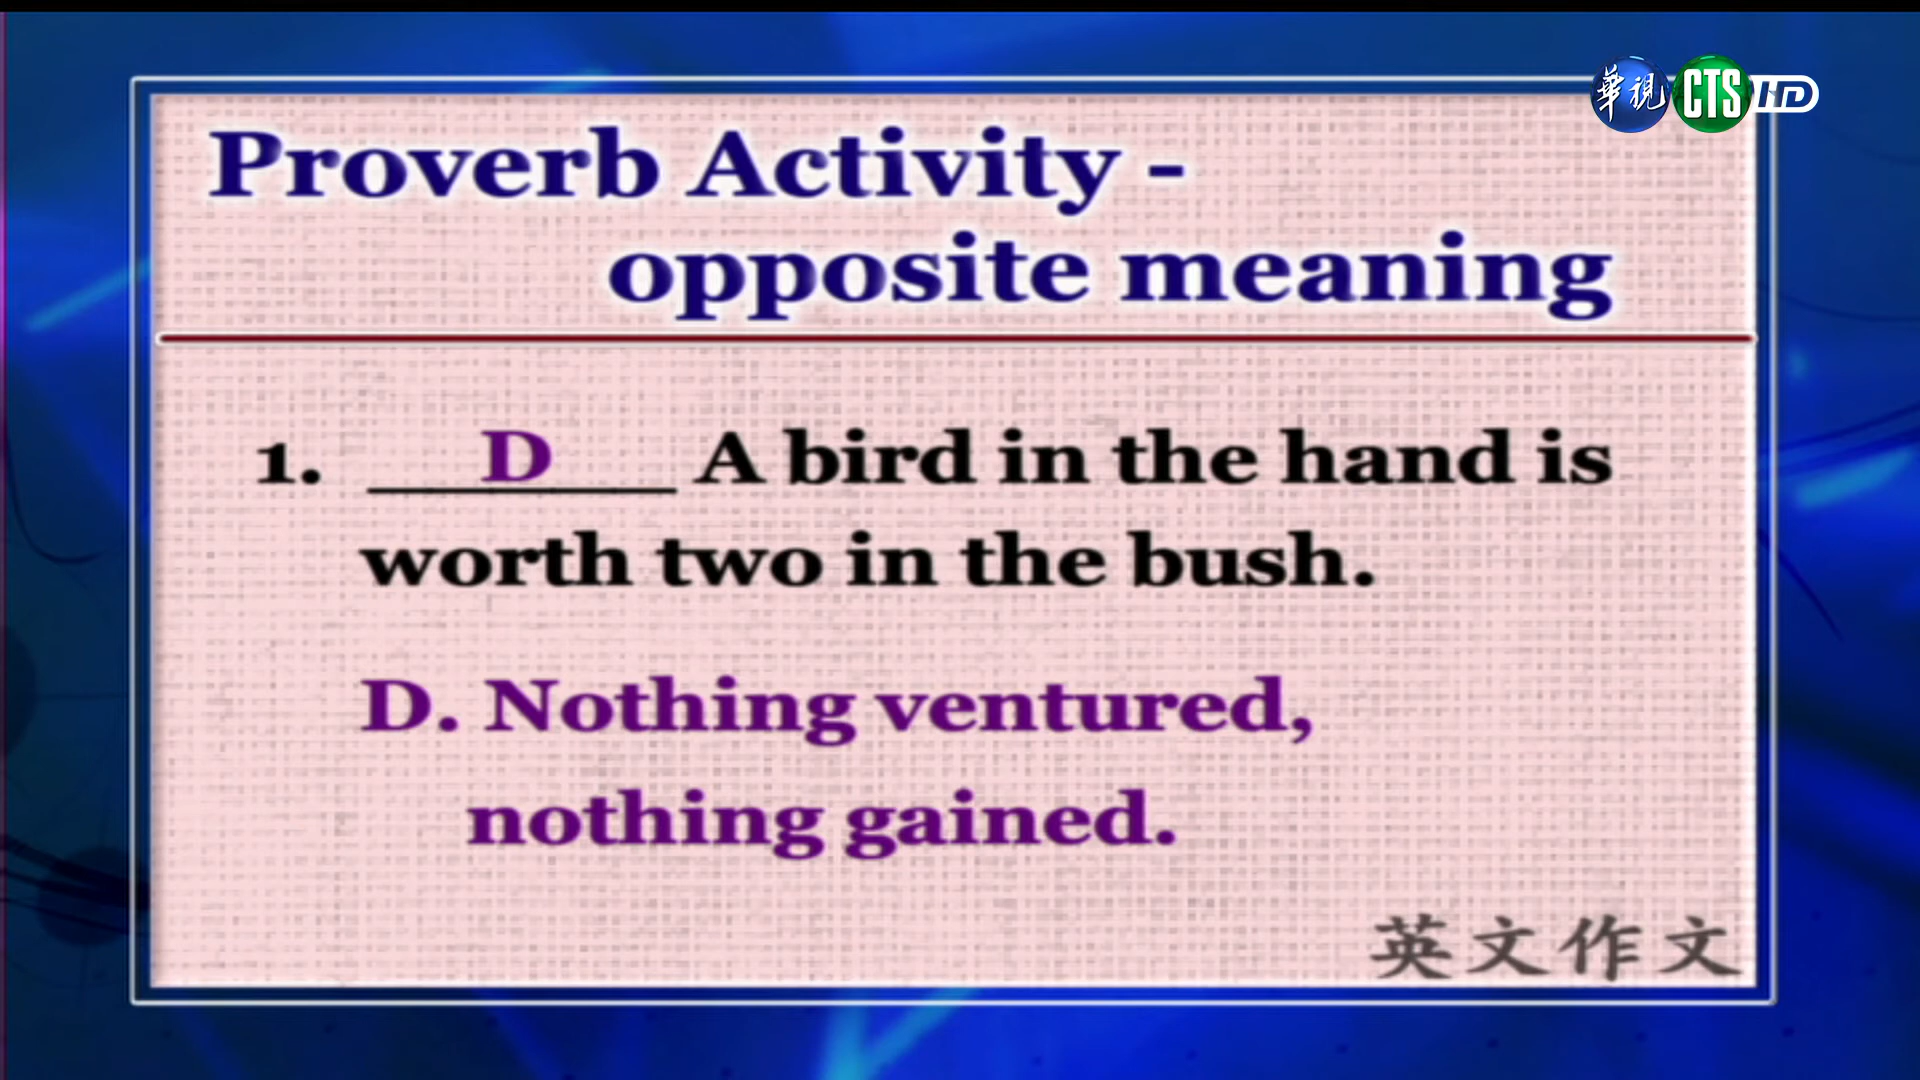 華視 CTS HD
Proverb Activity -
opposite meaning
1. ______D______ A bird in the hand is
worth two in the bush.
D. Nothing ventured,
nothing gained.
英文作文